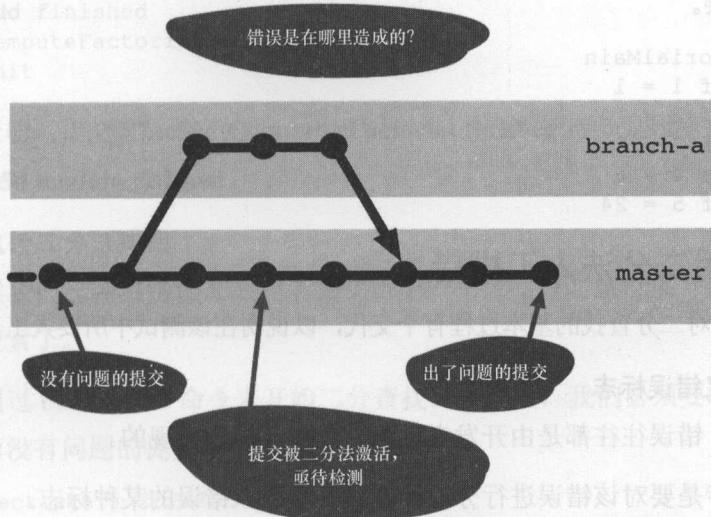 错误是在哪里造成的?
branch-a
master
没有问题的提交
出了问题的提交
提交被二分法激活，
亟待检测